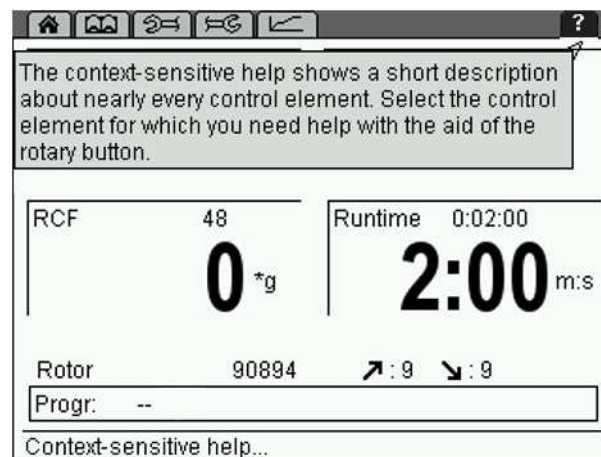 ?
The context-sensitive help shows a short description
about nearly every control element. Select the control
element for which you need help with the aid of the
rotary button.
RCF 48
0 *g
Runtime 0:02:00
2:00 m:s
Rotor 90894 ↗ : 9 ↘ : 9
Progr: --
Context-sensitive help...